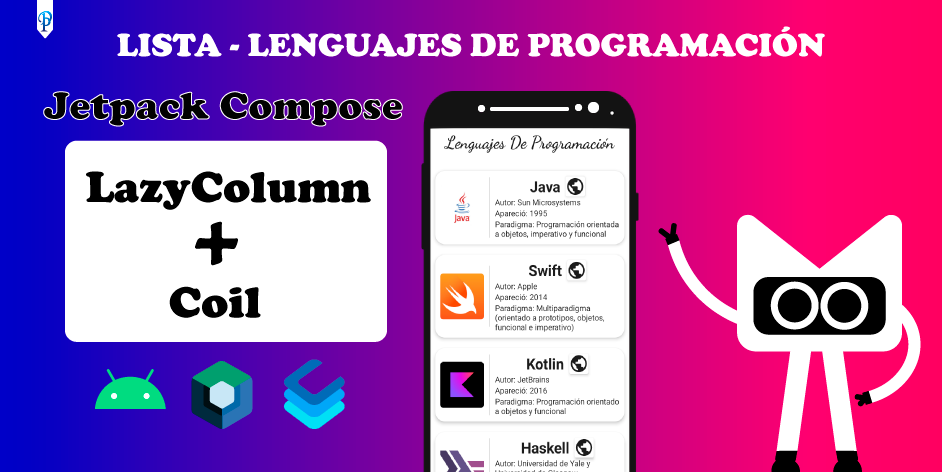 LISTA - LENGUAJES DE PROGRAMACIÓN
Jetpack Compose
LazyColumn
+
Coil
Lenguajes De Programación
Java
Java
Autor: Sun Microsystems
Apareció: 1995
Paradigma: Programación orientada
a objetos, imperativo y funcional
Swift
Autor: Apple
Apareció: 2014
Paradigma: Multiparadigma
(orientado a prototipos, objetos,
funcional e imperativo)
Kotlin
Autor: JetBrains
Apareció: 2016
Paradigma: Programación orientado
a objetos y funcional
Haskell
Autor: Universidad de Yale y